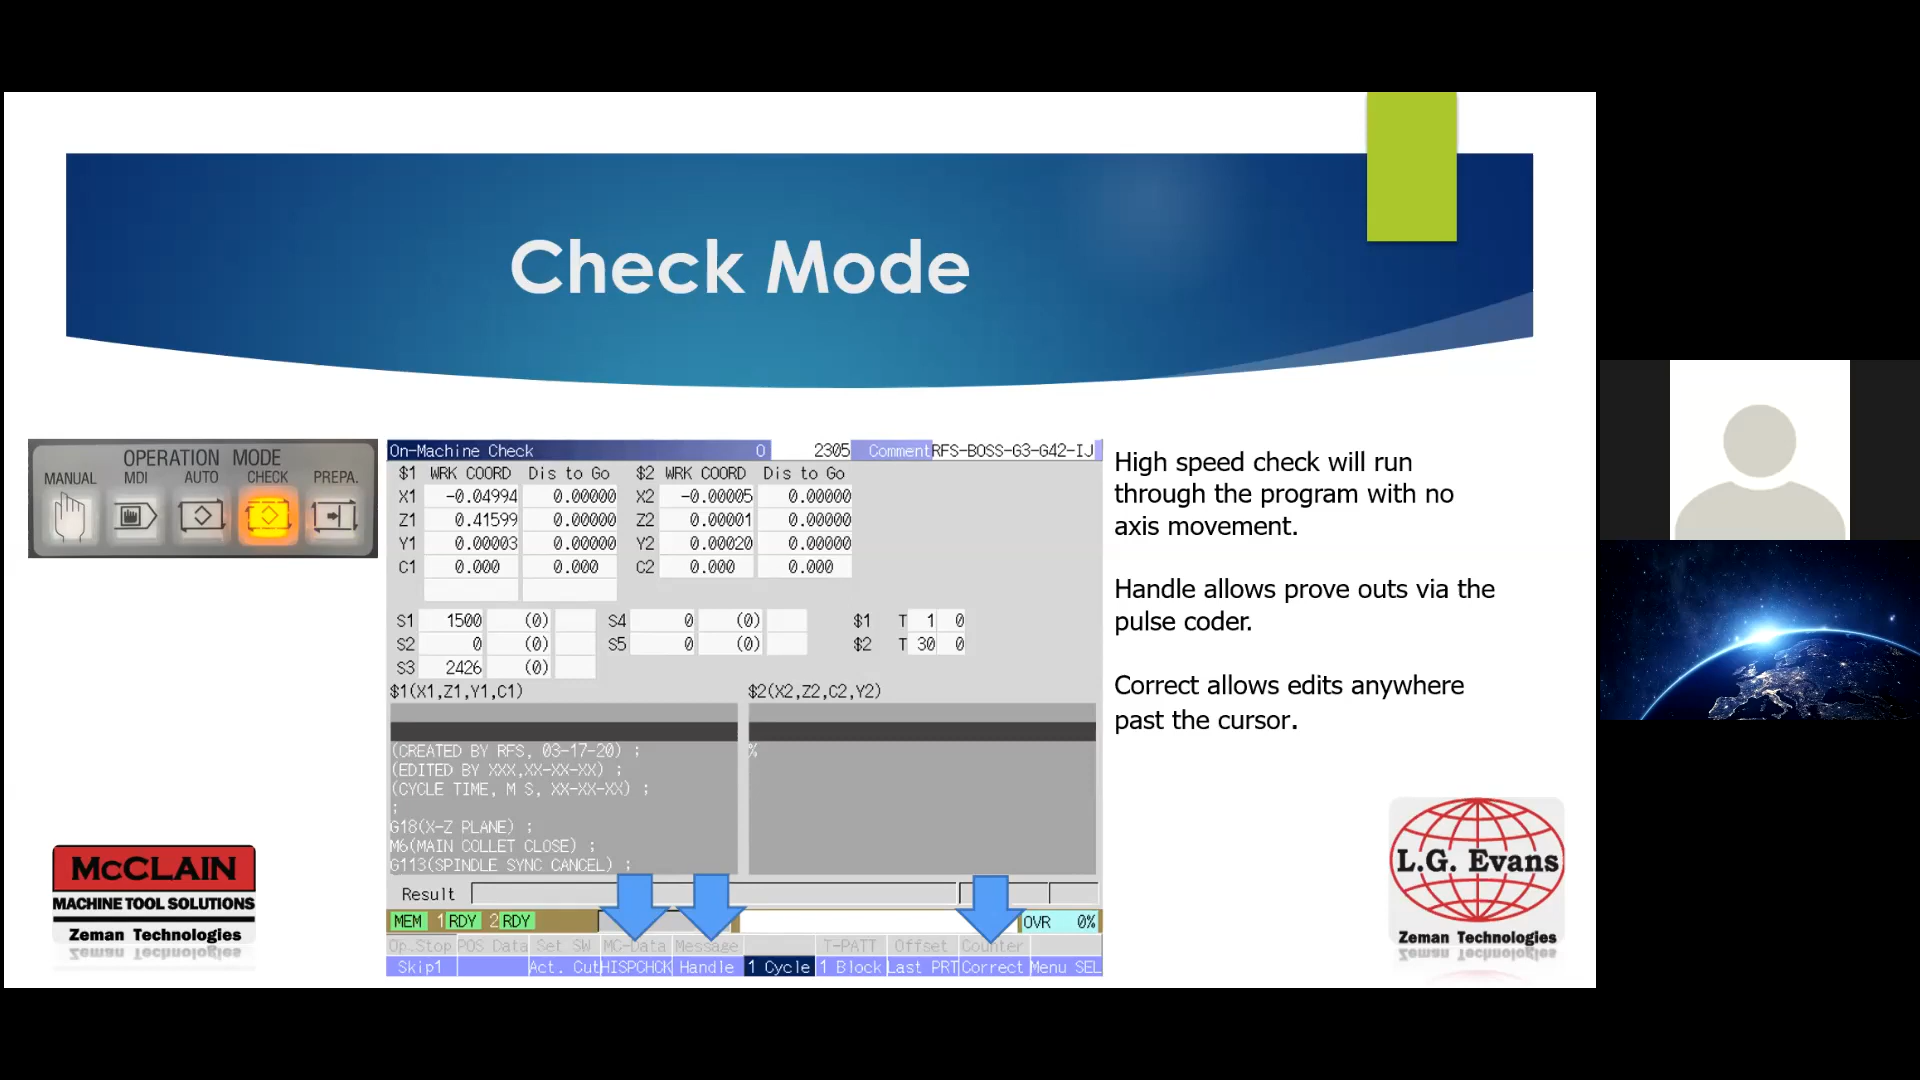 Check Mode
OPERATION MODE
MANUAL MDI AUTO CHECK PREPA.
On-Machine Check O 2305 Comment RFS-BOSS-G3-G42-IJ
$1 WRK COORD Dis to Go $2 WRK COORD Dis to Go
X1 -0.04994 0.00000 X2 -0.00005 0.00000
Z1 0.41599 0.00000 Z2 0.00001 0.00000
Y1 0.00003 0.00000 Y2 0.00020 0.00000
C1 0.000 0.000 C2 0.000 0.000
S1 1500 (0) S4 0 (0) $1 T 1 0
S2 0 (0) S5 0 (0) $2 T 30 0
S3 2426 (0)
$1(X1,Z1,Y1,C1) $2(X2,Z2,C2,Y2)
(CREATED BY RFS, 03-17-20) ; %
(EDITED BY XXX,XX-XX-XX) ;
(CYCLE TIME, M S, XX-XX-XX) ;
;
G18(X-Z PLANE) ;
M6(MAIN COLLET CLOSE) ;
G113(SPINDLE SYNC CANCEL) ;
Result
MEM 1 RDY 2 RDY OVR 0%
Op.Stop POS Data Set SW MC-Data Message T-PATT Offset Counter
Skip1 Act. Cut HISPCHCK Handle 1 Cycle 1 Block Last PRT Correct Menu SEL
High speed check will run
through the program with no
axis movement.
Handle allows prove outs via the
pulse coder.
Correct allows edits anywhere
past the cursor.
McCLAIN
MACHINE TOOL SOLUTIONS
Zeman Technologies
L.G. Evans
Zeman Technologies